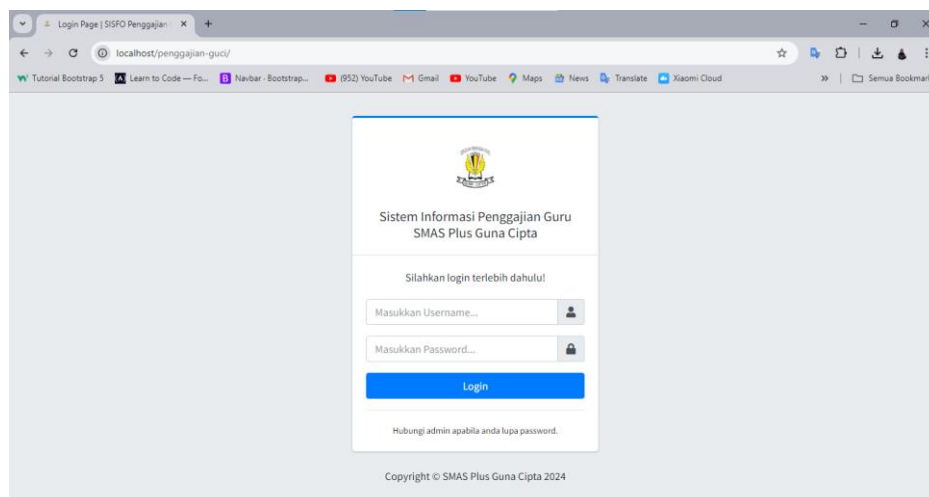 Login Page | SISFO Penggajian
localhost/penggajian-guci/
Tutorial Bootstrap 5 Learn to Code — Fo... Navbar · Bootstrap... (952) YouTube Gmail YouTube Maps News Translate Xiaomi Cloud » Semua Bookmar
Sistem Informasi Penggajian Guru
SMAS Plus Guna Cipta
Silahkan login terlebih dahulu!
Masukkan Username...
Masukkan Password...
Login
Hubungi admin apabila anda lupa password.
Copyright © SMAS Plus Guna Cipta 2024